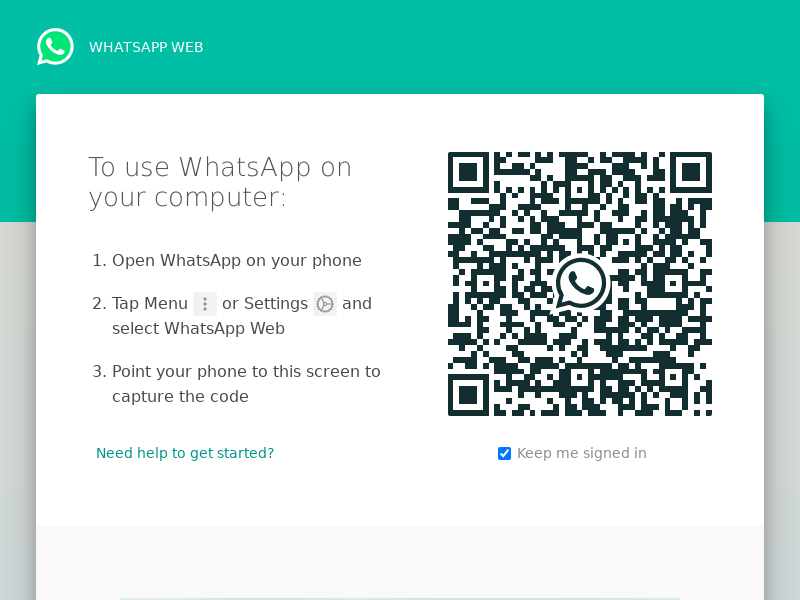 WHATSAPP WEB
To use WhatsApp on
your computer:
1. Open WhatsApp on your phone
2. Tap Menu or Settings and
select WhatsApp Web
3. Point your phone to this screen to
capture the code
Need help to get started?
Keep me signed in